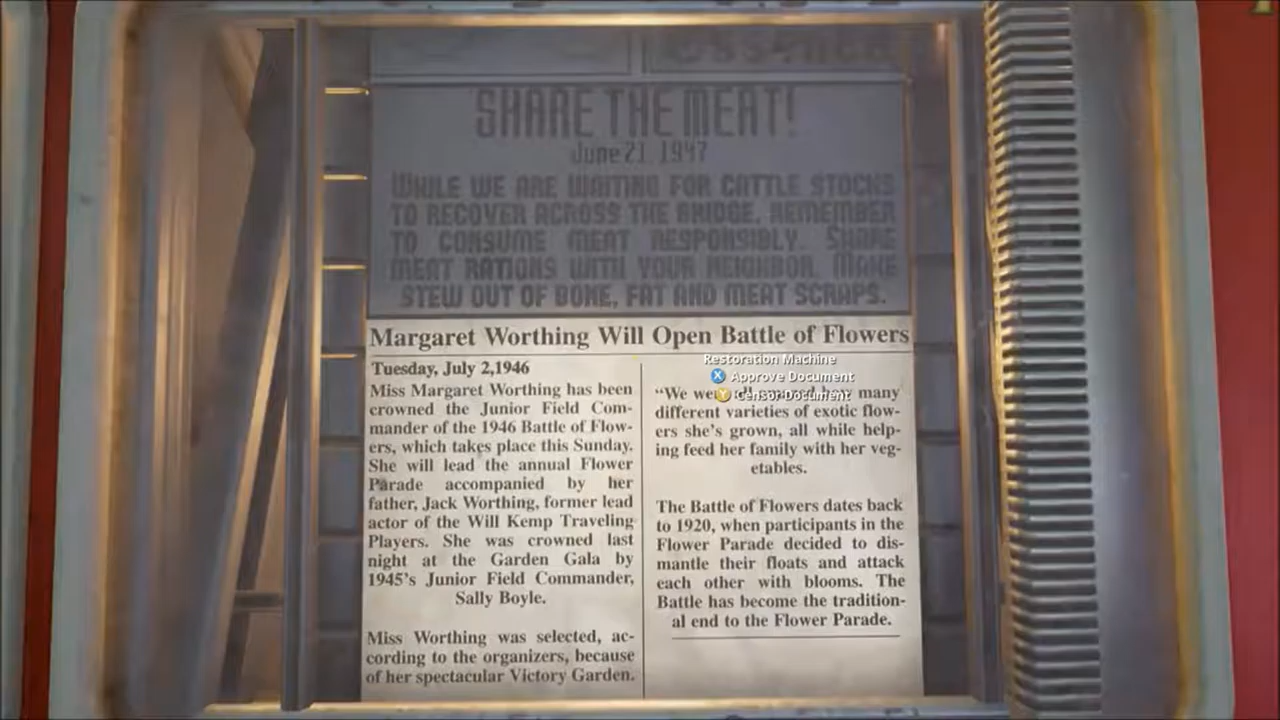 SHARE THE MEAT!
June 21 1947
WHILE WE ARE WAITING FOR CATTLE STOCKS
TO RECOVER ACROSS THE BRIDGE, REMEMBER
TO CONSUME MEAT RESPONSIBLY. SHARE
MEAT RATIONS WITH YOUR NEIGHBOR. MAKE
STEW OUT OF BONE, FAT AND MEAT SCRAPS.
Margaret Worthing Will Open Battle of Flowers
Tuesday, July 2,1946
Miss Margaret Worthing has been
crowned the Junior Field Com-
mander of the 1946 Battle of Flow-
ers, which takes place this Sunday.
She will lead the annual Flower
Parade accompanied by her
father, Jack Worthing, former lead
actor of the Will Kemp Traveling
Players. She was crowned last
night at the Garden Gala by
1945's Junior Field Commander,
Sally Boyle.
Miss Worthing was selected, ac-
cording to the organizers, because
of her spectacular Victory Garden.
Restoration Machine
X Approve Document
Y Censor Document
"We were all how many
different varieties of exotic flow-
ers she's grown, all while help-
ing feed her family with her veg-
etables.
The Battle of Flowers dates back
to 1920, when participants in the
Flower Parade decided to dis-
mantle their floats and attack
each other with blooms. The
Battle has become the tradition-
al end to the Flower Parade.